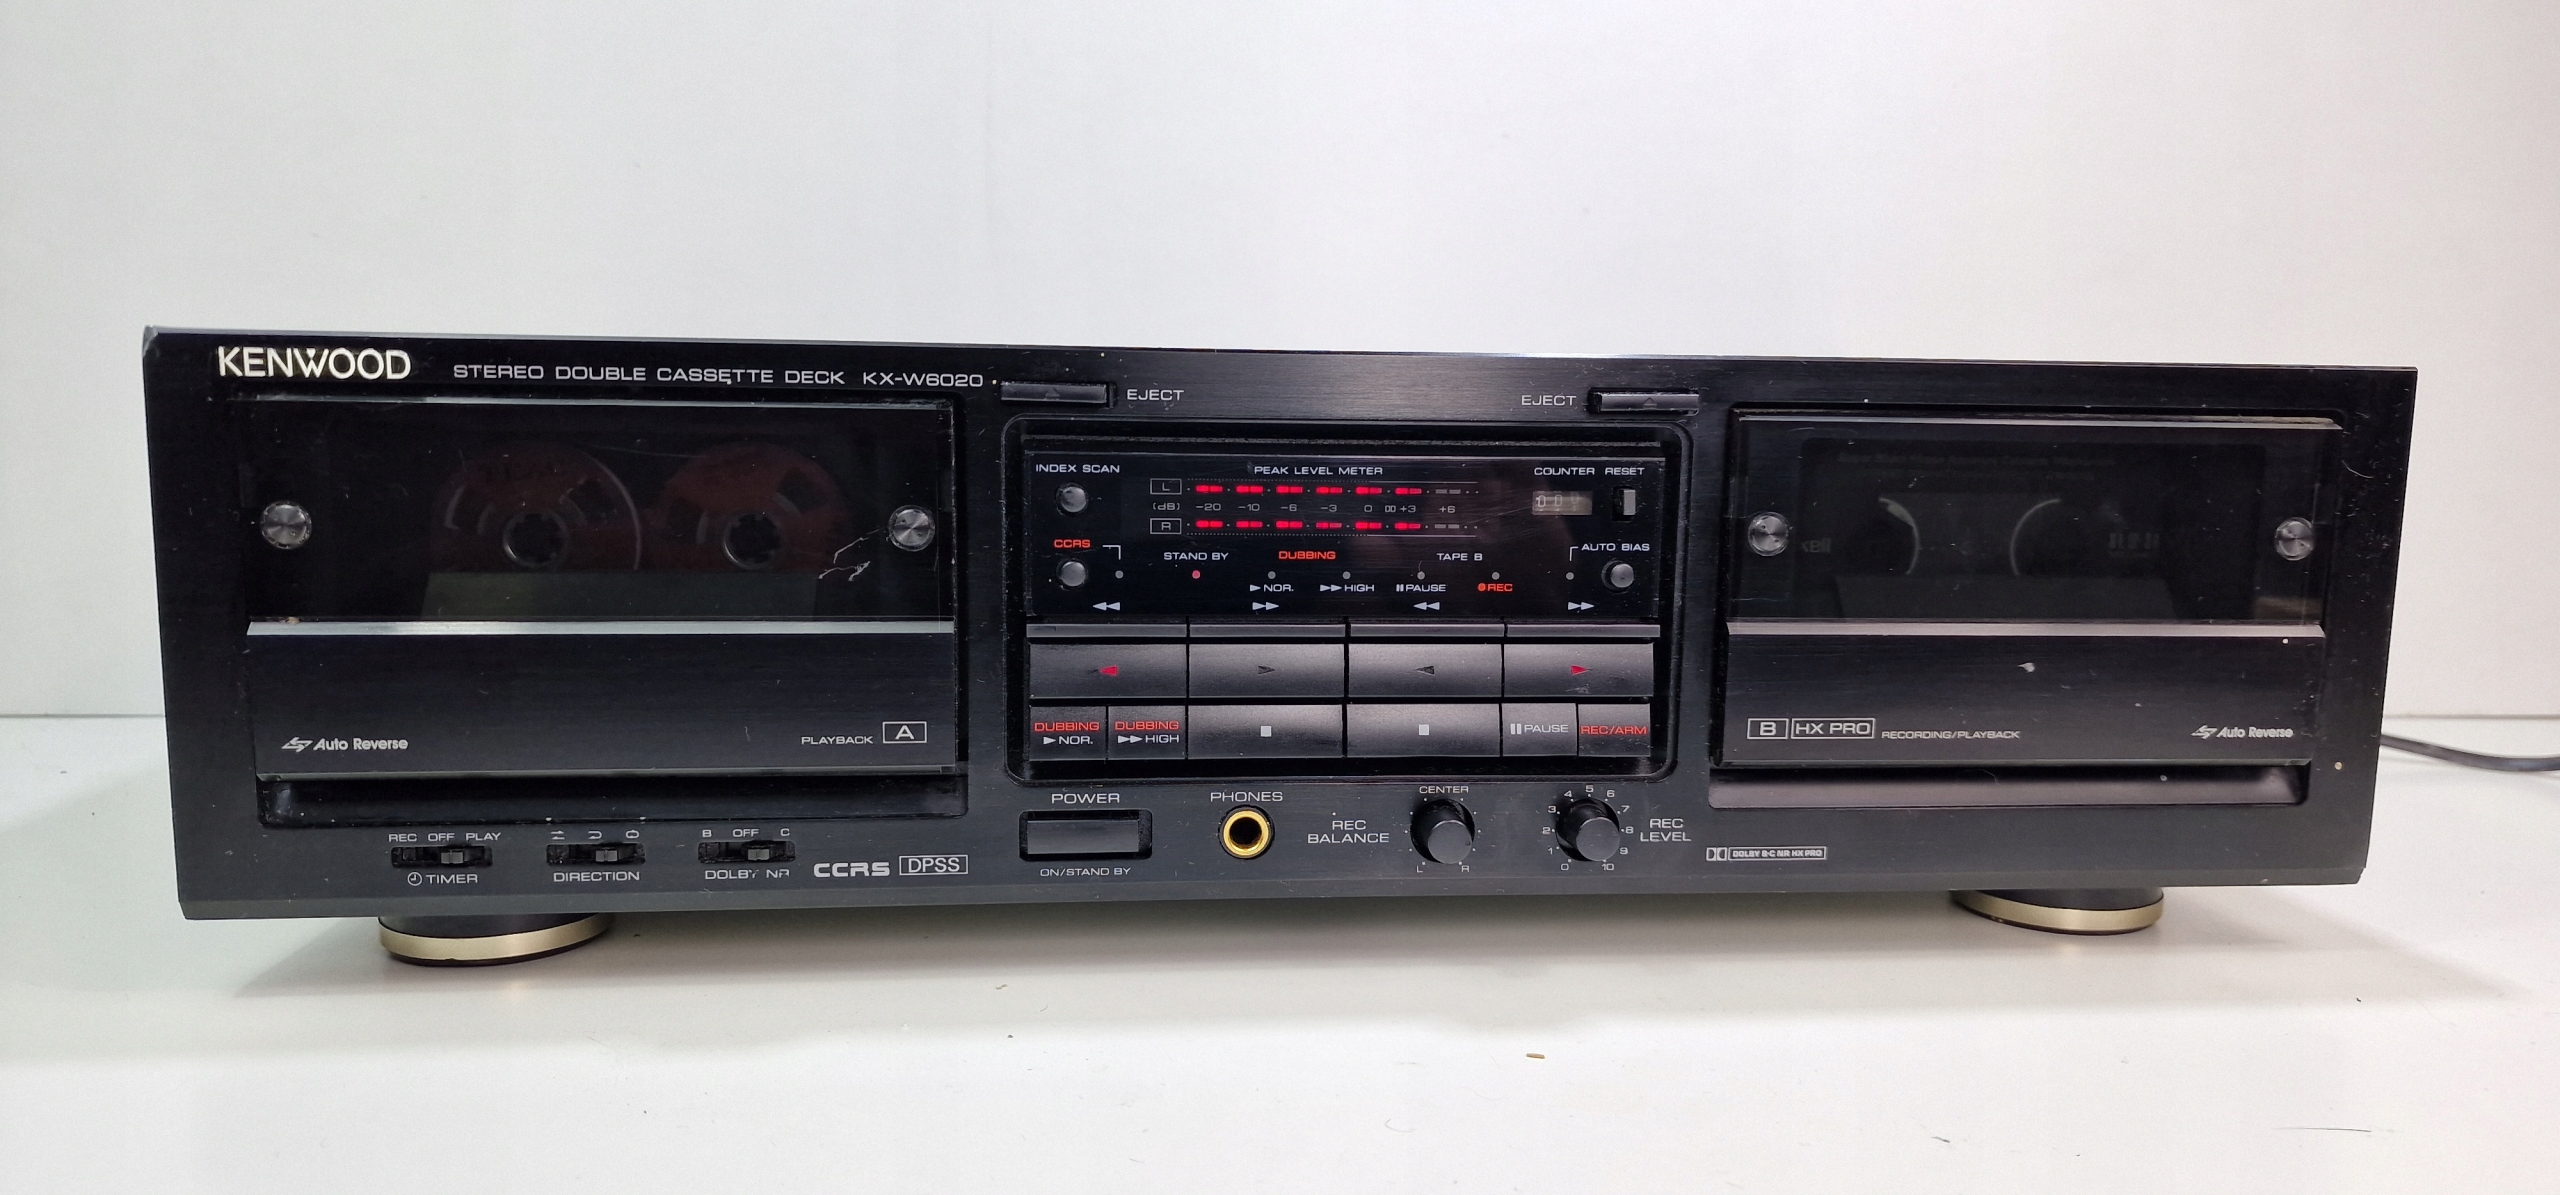 KENWOOD
STEREO DOUBLE CASSETTE DECK KX-W6020
EJECT
EJECT
INDEX SCAN
PEAK LEVEL METER
COUNTER RESET
L
(dB) -20 -10 -6 -3 0 +3 +6
R
CCRS
STAND BY
DUBBING
TAPE B
AUTO BIAS
NOR.
HIGH
PAUSE
REC
DUBBING
NOR.
DUBBING
HIGH
PAUSE
REC/ARM
Auto Reverse
PLAYBACK A
B HX PRO RECORDING/PLAYBACK
Auto Reverse
POWER
ON/STAND BY
PHONES
REC
BALANCE
CENTER
L R
0 1 2 3 4 5 6 7 8 9 10
REC
LEVEL
REC OFF PLAY
TIMER
DIRECTION
B OFF C
DOLBY NR
CCRS DPSS
DOLBY B-C NR HX PRO